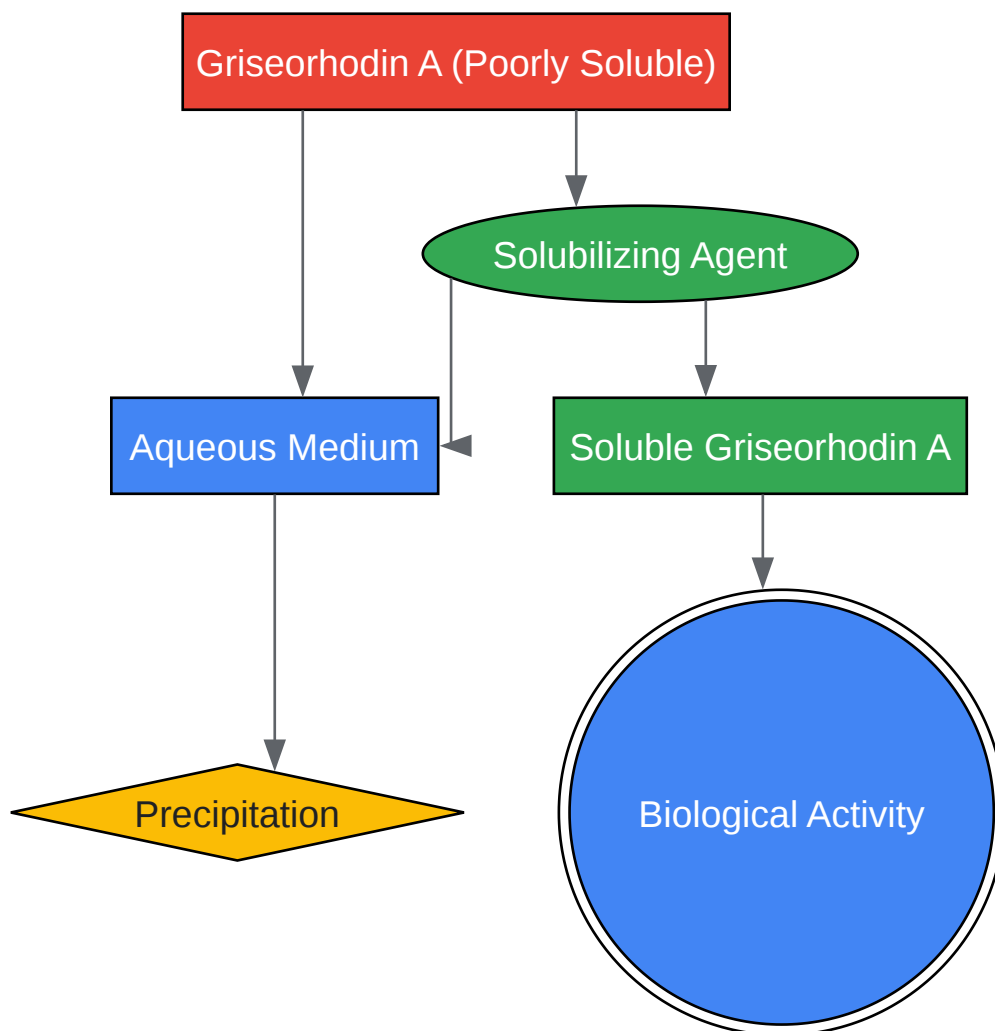 Griseorhodin A (Poorly Soluble)
Solubilizing Agent
Aqueous Medium
Soluble Griseorhodin A
Precipitation
Biological Activity